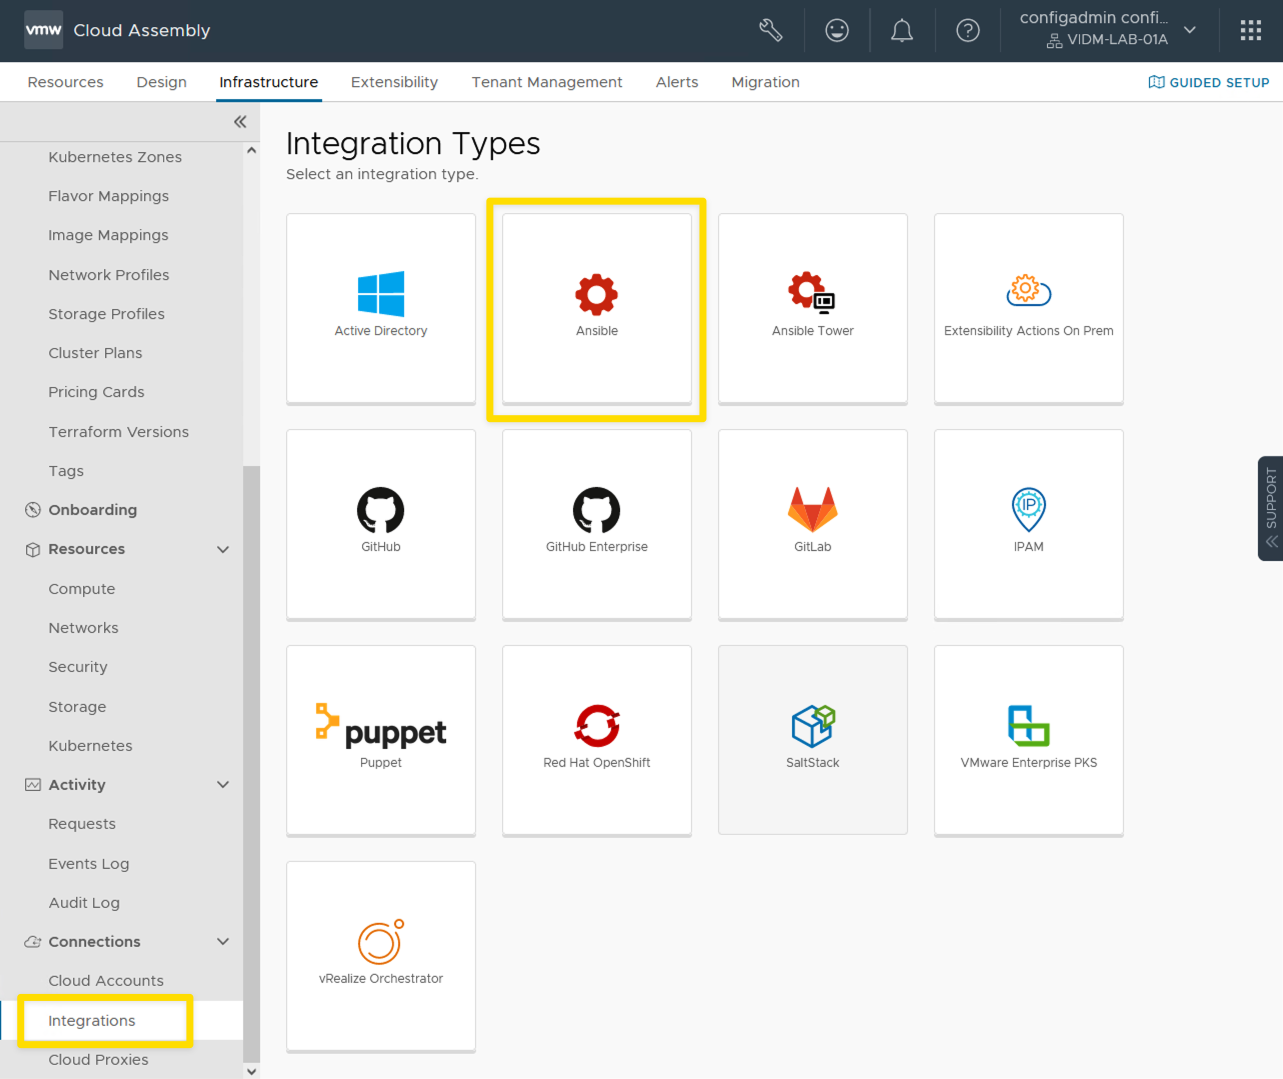 vmw Cloud Assembly
configadmin confi...
VIDM-LAB-01A
Resources Design Infrastructure Extensibility Tenant Management Alerts Migration GUIDED SETUP
Kubernetes Zones
Flavor Mappings
Image Mappings
Network Profiles
Storage Profiles
Cluster Plans
Pricing Cards
Terraform Versions
Tags
Onboarding
Resources
Compute
Networks
Security
Storage
Kubernetes
Activity
Requests
Events Log
Audit Log
Connections
Cloud Accounts
Integrations
Cloud Proxies
Integration Types
Select an integration type.
Active Directory
Ansible
Ansible Tower
Extensibility Actions On Prem
GitHub
GitHub Enterprise
GitLab
IP
IPAM
puppet
Puppet
Red Hat OpenShift
SaltStack
VMware Enterprise PKS
vRealize Orchestrator
SUPPORT